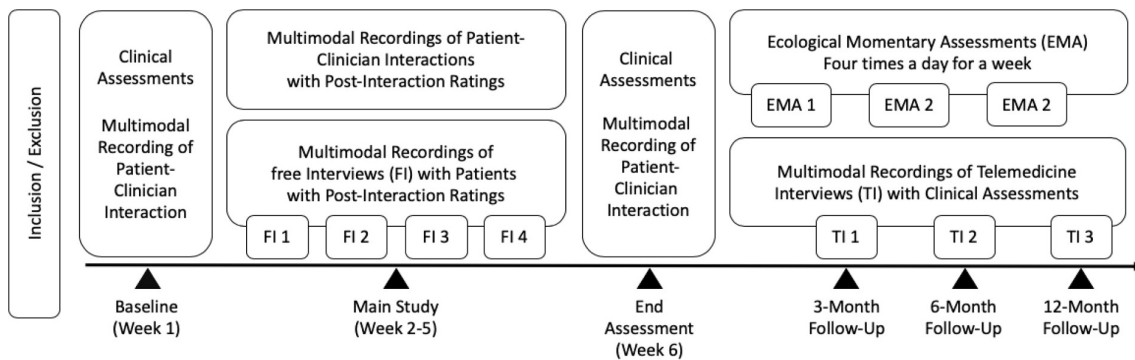 Inclusion / Exclusion
Clinical
Assessments
Multimodal
Recording of
Patient-
Clinician
Interaction
Multimodal Recordings of Patient-
Clinician Interactions
with Post-Interaction Ratings
Multimodal Recordings of
free Interviews (FI) with Patients
with Post-Interaction Ratings
FI 1
FI 2
FI 3
FI 4
Clinical
Assessments
Multimodal
Recording of
Patient-
Clinician
Interaction
Ecological Momentary Assessments (EMA)
Four times a day for a week
EMA 1
EMA 2
EMA 2
Multimodal Recordings of Telemedicine
Interviews (TI) with Clinical Assessments
TI 1
TI 2
TI 3
Baseline
(Week 1)
Main Study
(Week 2-5)
End
Assessment
(Week 6)
3-Month
Follow-Up
6-Month
Follow-Up
12-Month
Follow-Up